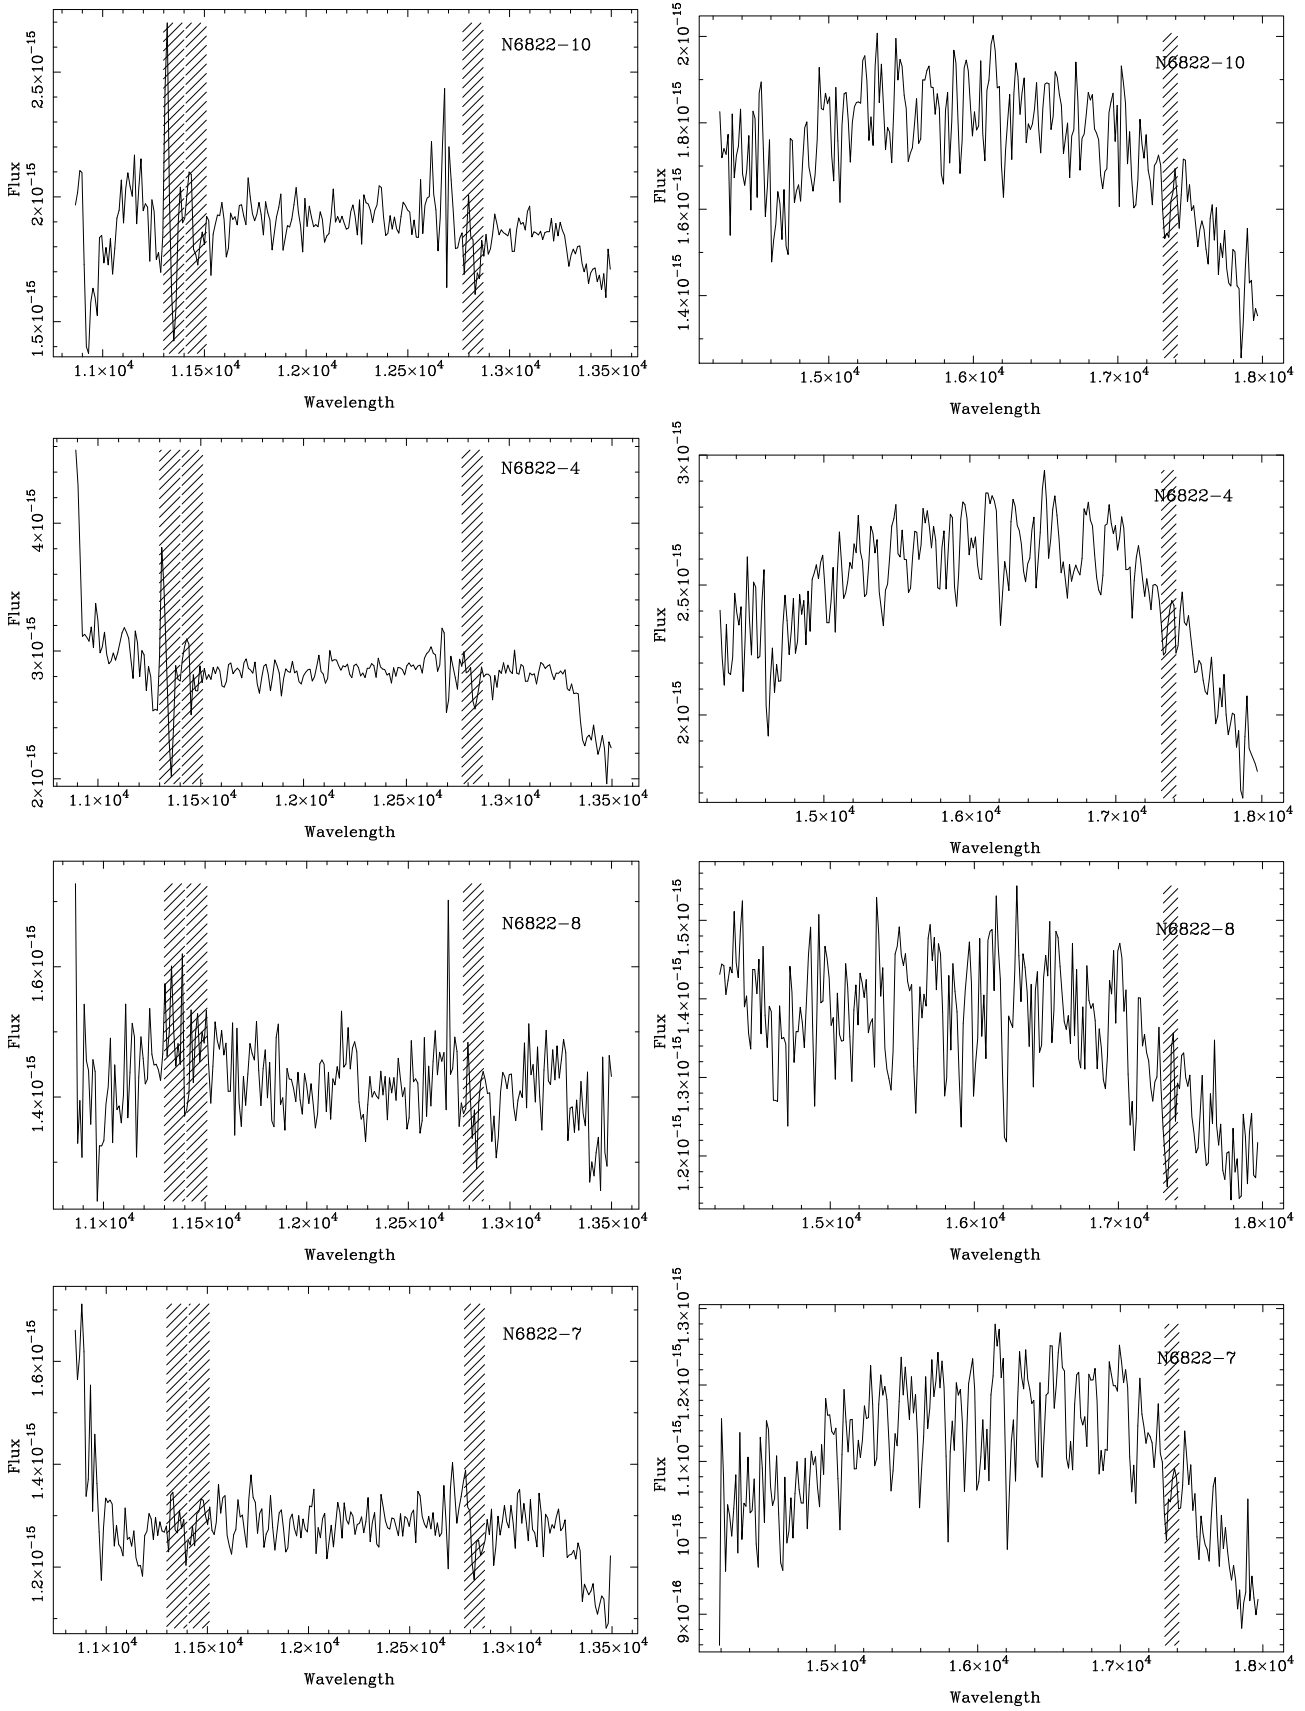 N6822-10
Flux
2.5×10⁻¹⁵
2×10⁻¹⁵
1.5×10⁻¹⁵
1.1×10⁴ 1.15×10⁴ 1.2×10⁴ 1.25×10⁴ 1.3×10⁴ 1.35×10⁴
Wavelength
N6822-10
Flux
2×10⁻¹⁵
1.8×10⁻¹⁵
1.6×10⁻¹⁵
1.4×10⁻¹⁵
1.5×10⁴ 1.6×10⁴ 1.7×10⁴ 1.8×10⁴
Wavelength
N6822-4
Flux
4×10⁻¹⁵
3×10⁻¹⁵
2×10⁻¹⁵
1.1×10⁴ 1.15×10⁴ 1.2×10⁴ 1.25×10⁴ 1.3×10⁴ 1.35×10⁴
Wavelength
N6822-4
Flux
3×10⁻¹⁵
2.5×10⁻¹⁵
2×10⁻¹⁵
1.5×10⁴ 1.6×10⁴ 1.7×10⁴ 1.8×10⁴
Wavelength
N6822-8
Flux
1.6×10⁻¹⁵
1.4×10⁻¹⁵
1.1×10⁴ 1.15×10⁴ 1.2×10⁴ 1.25×10⁴ 1.3×10⁴ 1.35×10⁴
Wavelength
N6822-8
Flux
1.5×10⁻¹⁵
1.4×10⁻¹⁵
1.3×10⁻¹⁵
1.2×10⁻¹⁵
1.5×10⁴ 1.6×10⁴ 1.7×10⁴ 1.8×10⁴
Wavelength
N6822-7
Flux
1.6×10⁻¹⁵
1.4×10⁻¹⁵
1.2×10⁻¹⁵
1.1×10⁴ 1.15×10⁴ 1.2×10⁴ 1.25×10⁴ 1.3×10⁴ 1.35×10⁴
Wavelength
N6822-7
Flux
1.3×10⁻¹⁵
1.2×10⁻¹⁵
1.1×10⁻¹⁵
10⁻¹⁵
9×10⁻¹⁶
1.5×10⁴ 1.6×10⁴ 1.7×10⁴ 1.8×10⁴
Wavelength